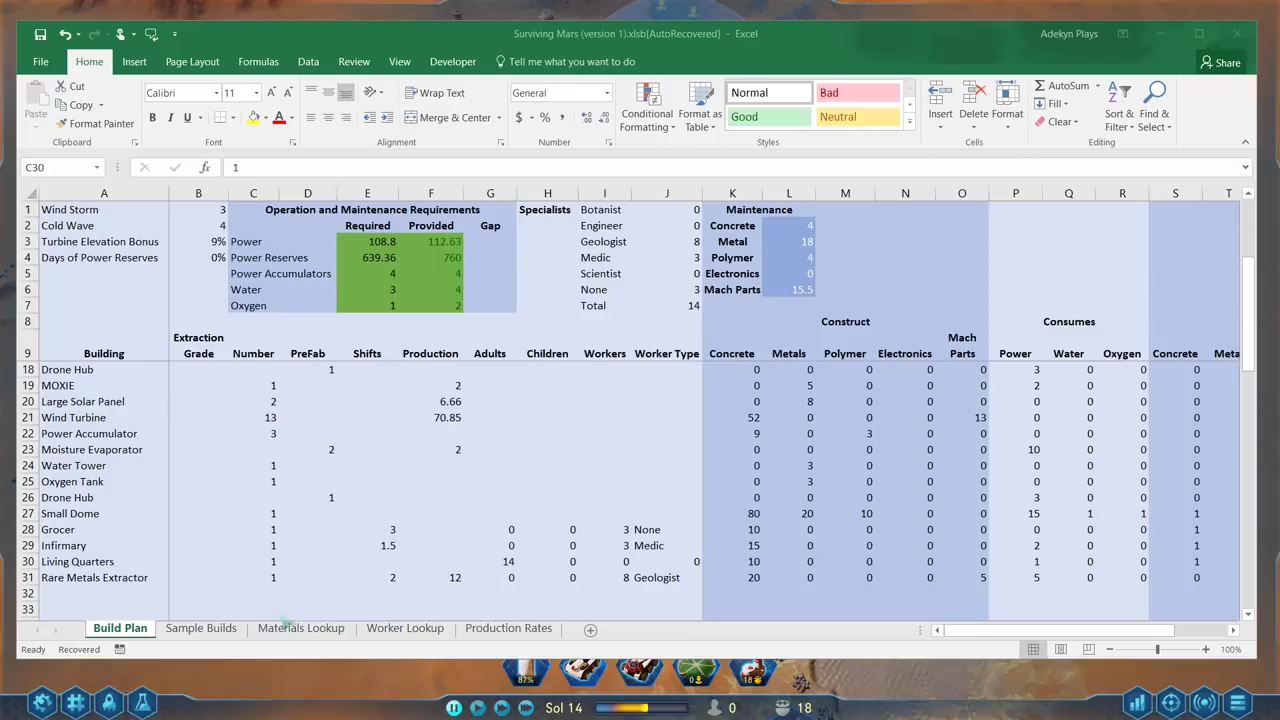 Surviving Mars (version 1).xlsb[AutoRecovered] - Excel Adekyn Plays
File Home Insert Page Layout Formulas Data Review View Developer Tell me what you want to do Share
Paste Cut Copy Format Painter Clipboard
Calibri 11 B I U A A A Font
Wrap Text Merge & Center Alignment
General $ % , Number
Conditional Formatting Format as Table Normal Bad Good Neutral Styles
Insert Delete Format Cells
AutoSum Fill Clear Sort & Filter Find & Select Editing
C30 fx 1
A B C D E F G H I J K L M N O P Q R S T
1 Wind Storm 3 Operation and Maintenance Requirements Specialists Botanist 0 Maintenance
2 Cold Wave 4 Required Provided Gap Engineer 0 Concrete 4
3 Turbine Elevation Bonus 9% Power 108.8 112.63 Geologist 8 Metal 18
4 Days of Power Reserves 0% Power Reserves 639.36 760 Medic 3 Polymer 4
5 Power Accumulators 4 4 Scientist 0 Electronics 0
6 Water 3 4 None 3 Mach Parts 15.5
7 Oxygen 1 2 Total 14
8 Construct Consumes
9 Building Extraction Grade Number PreFab Shifts Production Adults Children Workers Worker Type Concrete Metals Polymer Electronics Mach Parts Power Water Oxygen Concrete Meta
18 Drone Hub 1 0 0 0 0 0 3 0 0 0
19 MOXIE 1 2 0 5 0 0 0 2 0 0 0
20 Large Solar Panel 2 6.66 0 8 0 0 0 0 0 0 0
21 Wind Turbine 13 70.85 52 0 0 0 13 0 0 0 0
22 Power Accumulator 3 9 0 3 0 0 0 0 0 0
23 Moisture Evaporator 2 2 0 0 0 0 0 10 0 0 0
24 Water Tower 1 0 3 0 0 0 0 0 0 0
25 Oxygen Tank 1 0 3 0 0 0 0 0 0 0
26 Drone Hub 1 0 0 0 0 0 3 0 0 0
27 Small Dome 1 80 20 10 0 0 15 1 1 1
28 Grocer 1 3 0 0 3 None 10 0 0 0 0 0 0 0 1
29 Infirmary 1 1.5 0 0 3 Medic 15 0 0 0 0 2 0 0 1
30 Living Quarters 1 14 0 0 0 10 0 0 0 0 1 0 0 1
31 Rare Metals Extractor 1 2 12 0 0 8 Geologist 20 0 0 0 5 5 0 0 0
32
33
Build Plan Sample Builds Materials Lookup Worker Lookup Production Rates
Ready Recovered 100%
87% 0 18
Sol 14 0 18